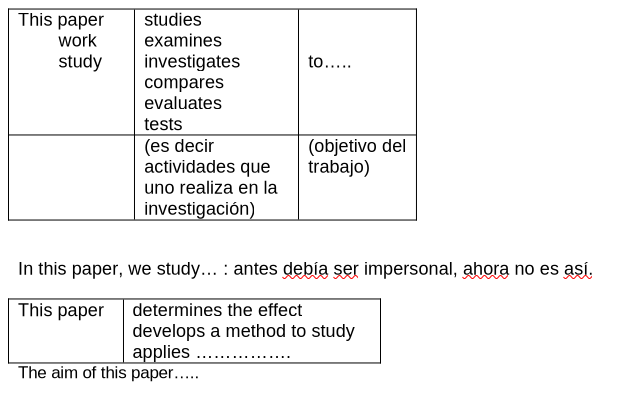 This paper studies
work examines
study investigates to…..
compares
evaluates
tests
(es decir (objetivo del
actividades que trabajo)
uno realiza en la
investigación)
In this paper, we study… : antes debía ser impersonal, ahora no es así.
This paper determines the effect
develops a method to study
applies …………….
The aim of this paper…..